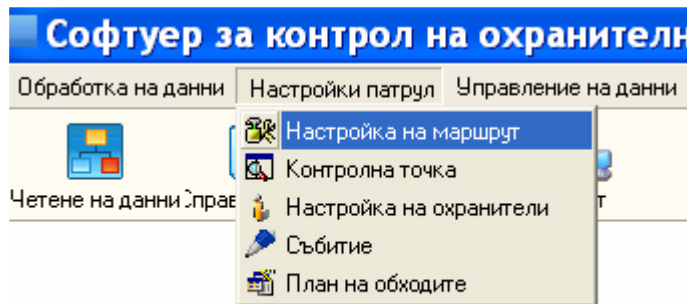 Софтуер за контрол на охранителн
Обработка на данни Настройки патрул Управление на данни
Настройка на маршрут
Контролна точка
Четене на данни
Настройка на охранители
Събитие
План на обходите